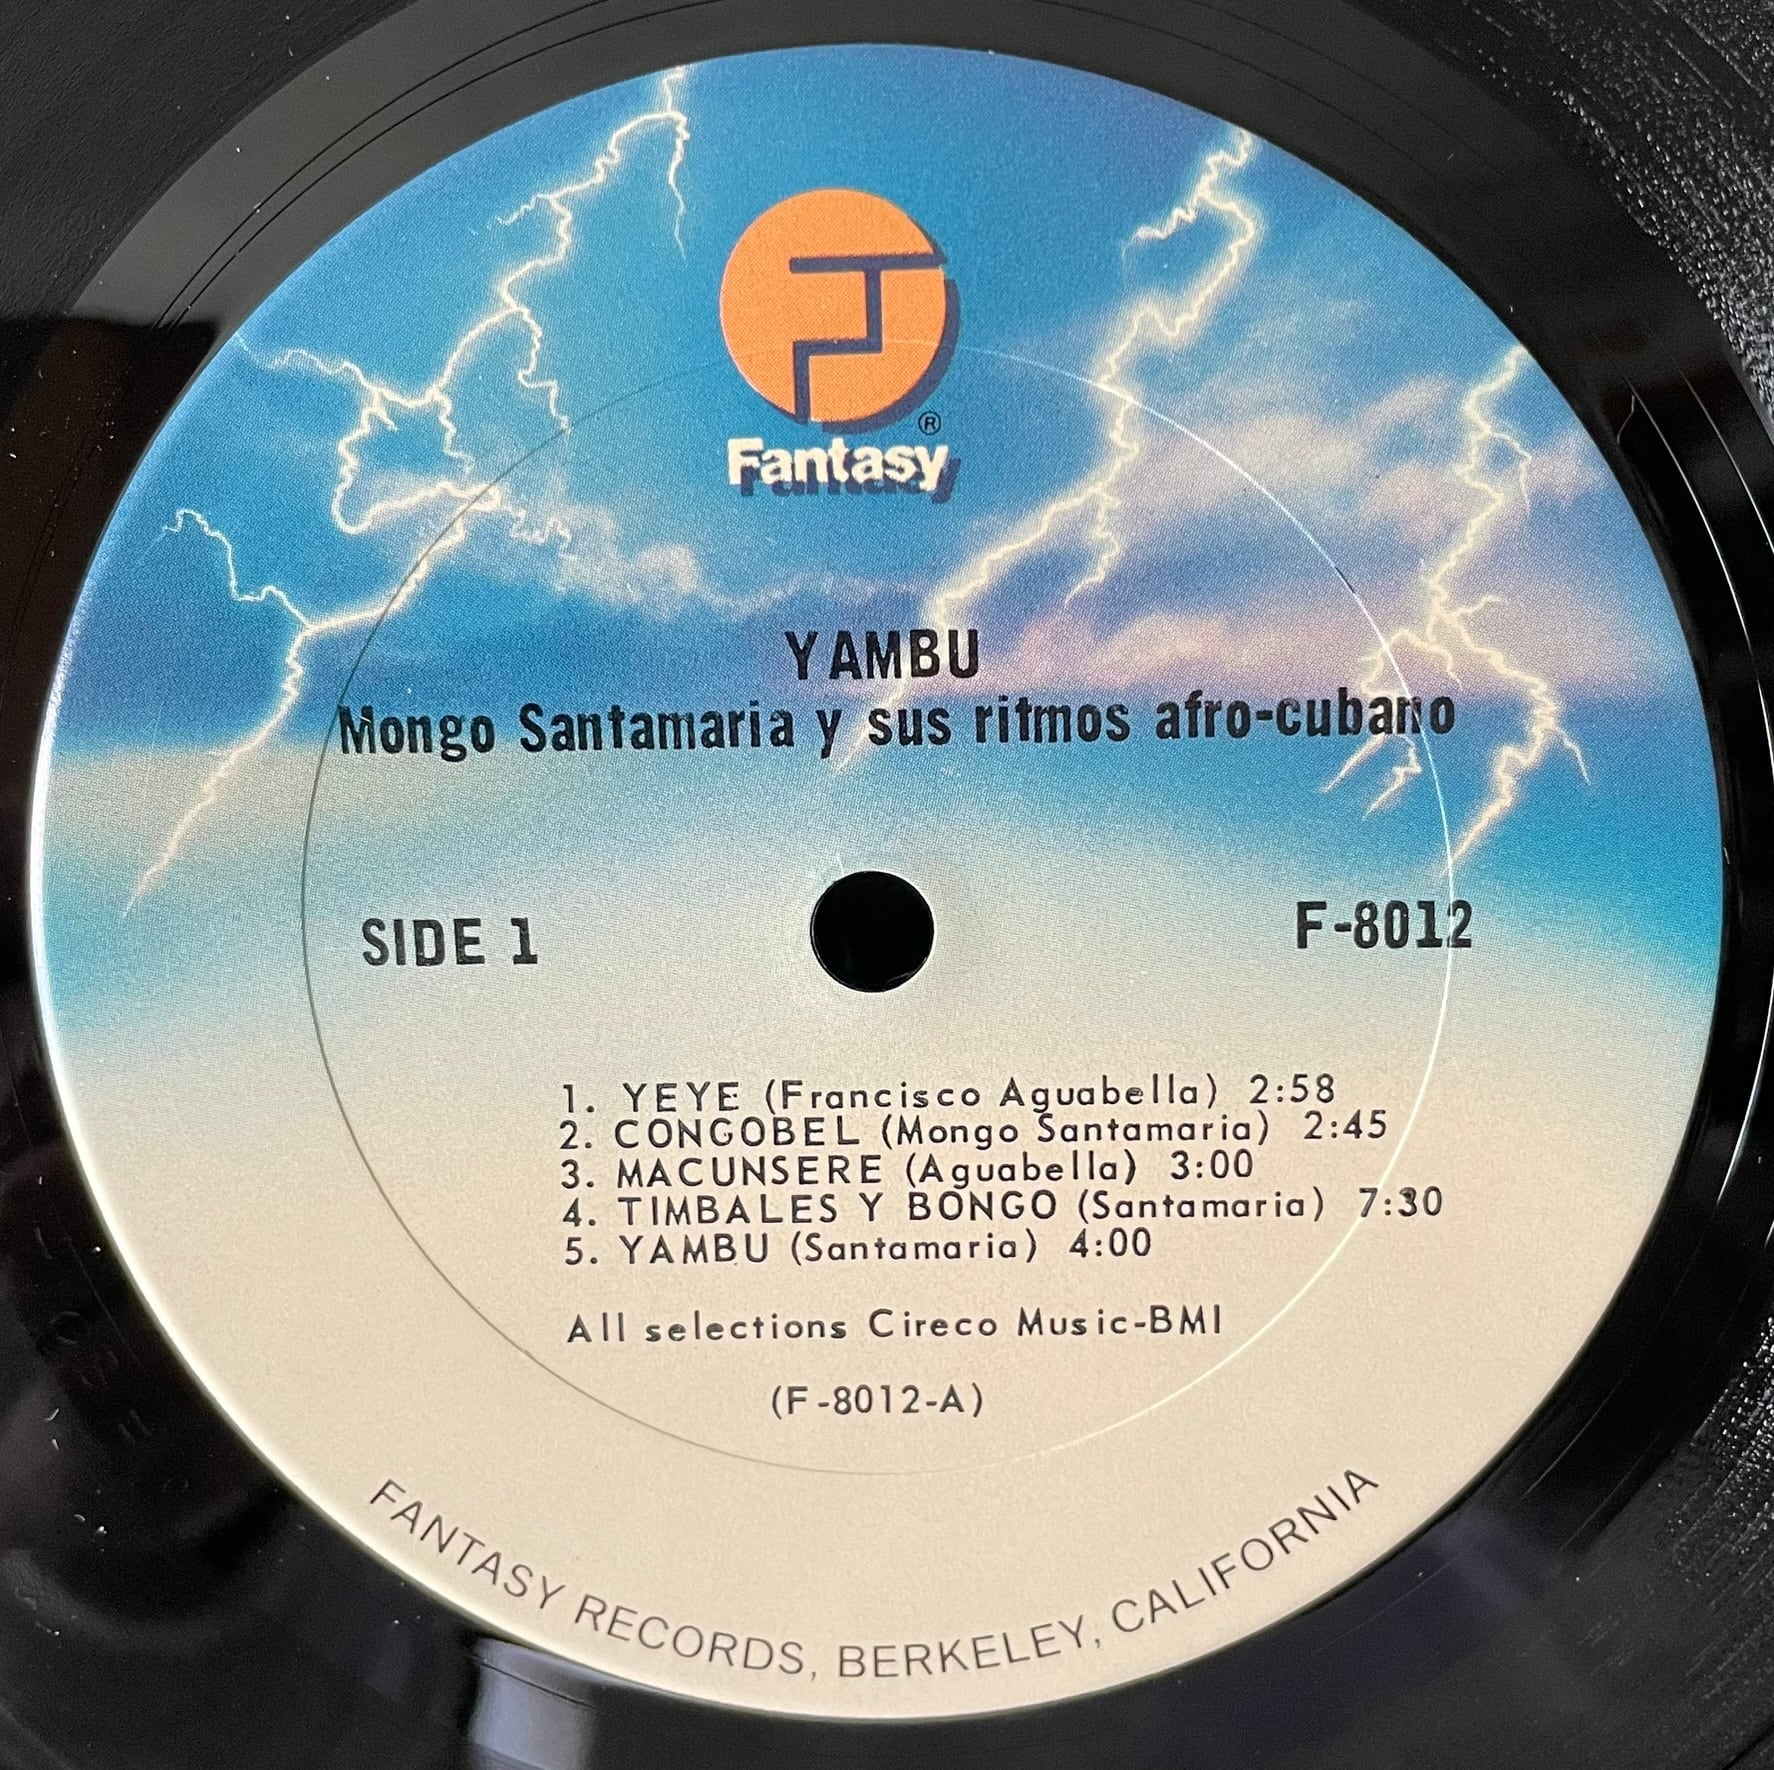 ®
Fantasy
YAMBU
Mongo Santamaria y sus ritmos afro-cubano
SIDE 1
F-8012
1. YEYE (Francisco Aguabella) 2:58
2. CONGOBEL (Mongo Santamaria) 2:45
3. MACUNSERE (Aguabella) 3:00
4. TIMBALES Y BONGO (Santamaria) 7:30
5. YAMBU (Santamaria) 4:00
All selections Cireco Music-BMI
(F-8012-A)
FANTASY RECORDS, BERKELEY, CALIFORNIA